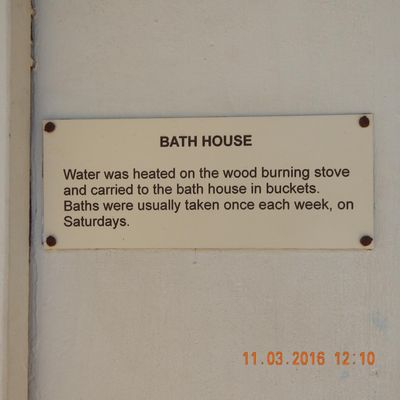 BATH HOUSE
Water was heated on the wood burning stove
and carried to the bath house in buckets.
Baths were usually taken once each week, on
Saturdays.
11.03.2016 12:10